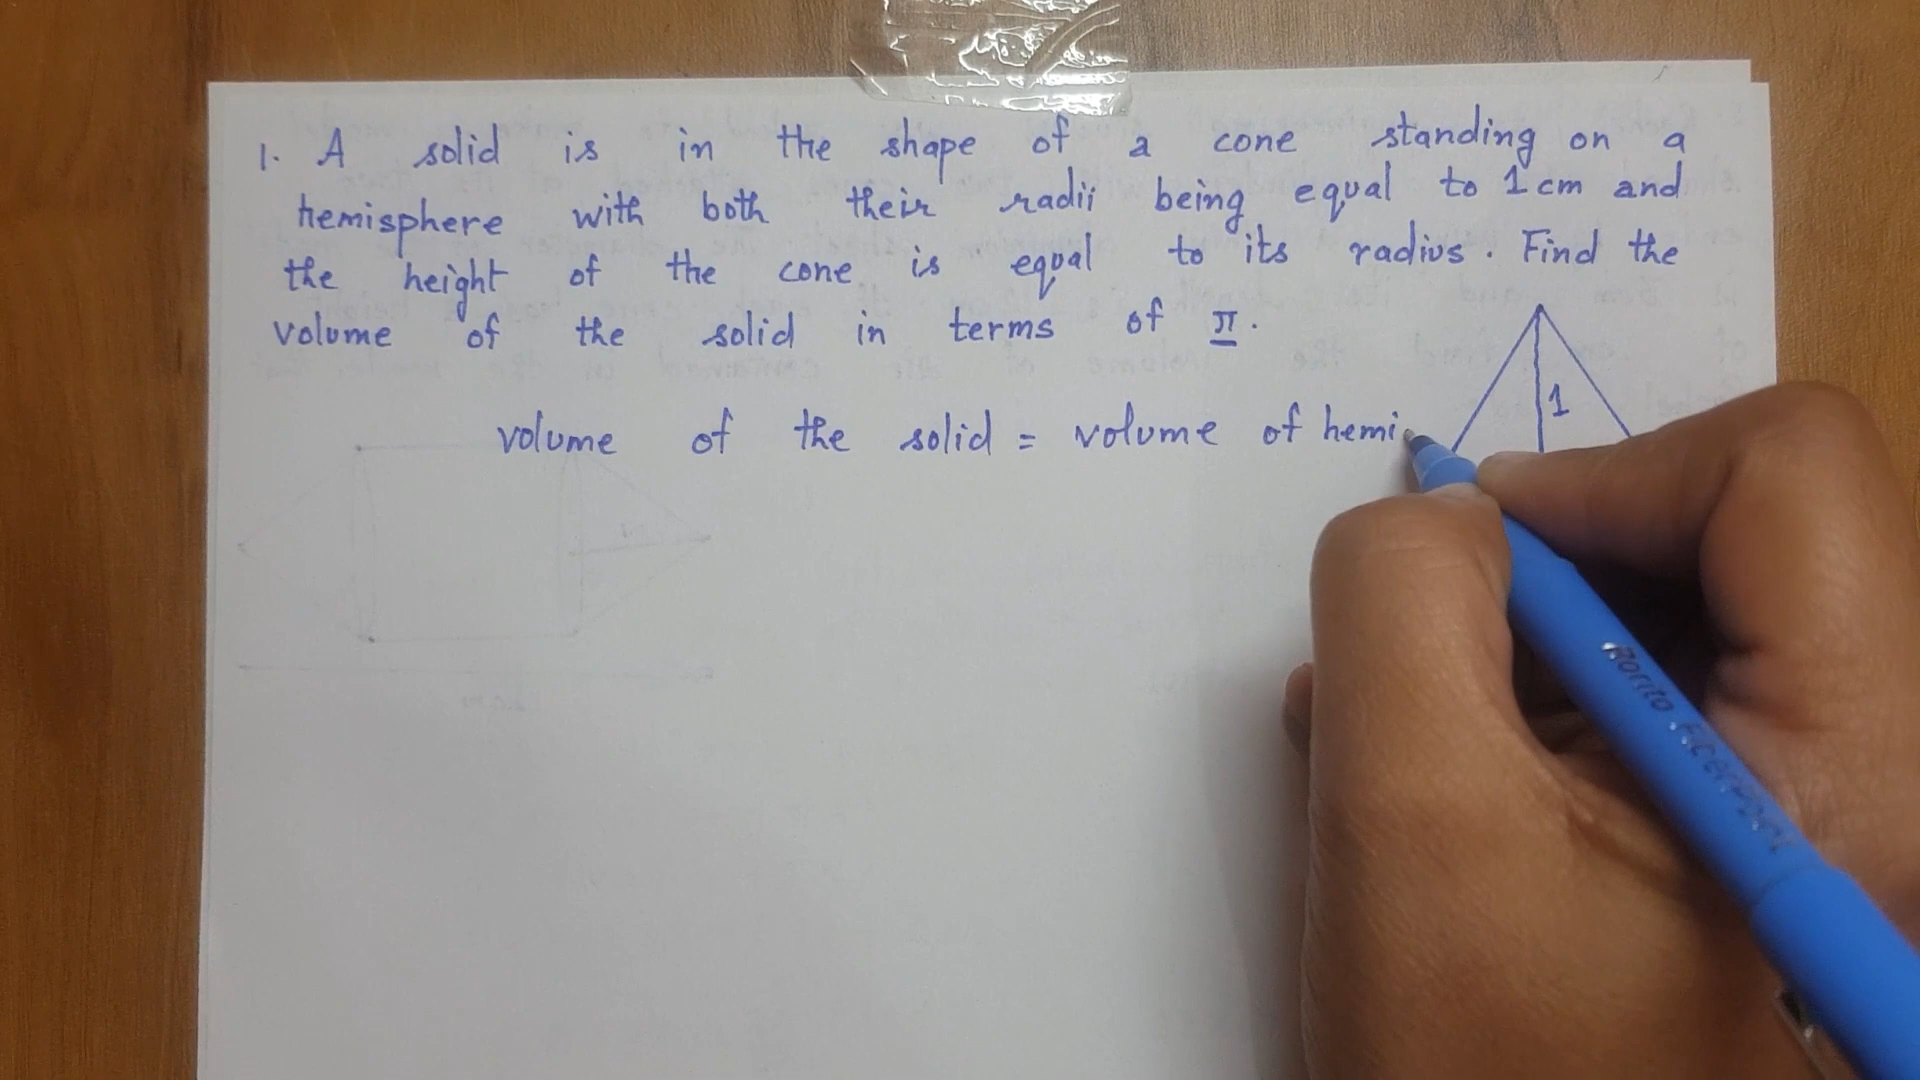 1. A solid is in the shape of a cone standing on a
hemisphere with both their radii being equal to 1 cm and
the height of the cone is equal to its radius. Find the
volume of the solid in terms of π.
1
volume of the solid = volume of hemi
Rorito